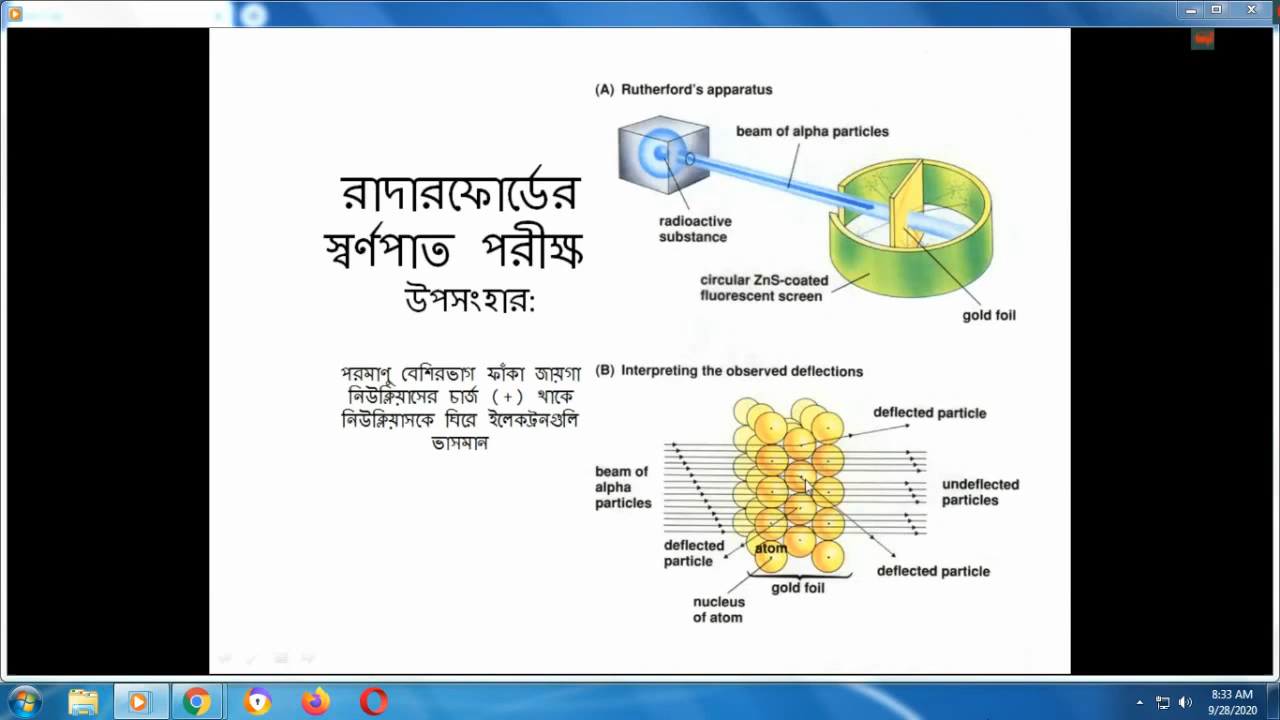 (A) Rutherford's apparatus
beam of alpha particles
radioactive
substance
circular ZnS-coated
fluorescent screen
gold foil
রাদারফোর্ডের
স্বর্ণপাত পরীক্ষ
উপসংহার:
পরমাণু বেশিরভাগ ফাঁকা জায়গা
নিউক্লিয়াসের চার্জ (+) থাকে
নিউক্লিয়াসকে ঘিরে ইলেকট্রনগুলি
ভাসমান
(B) Interpreting the observed deflections
deflected particle
beam of
alpha
particles
undeflected
particles
deflected
particle
atom
deflected particle
gold foil
nucleus
of atom
8:33 AM
9/28/2020